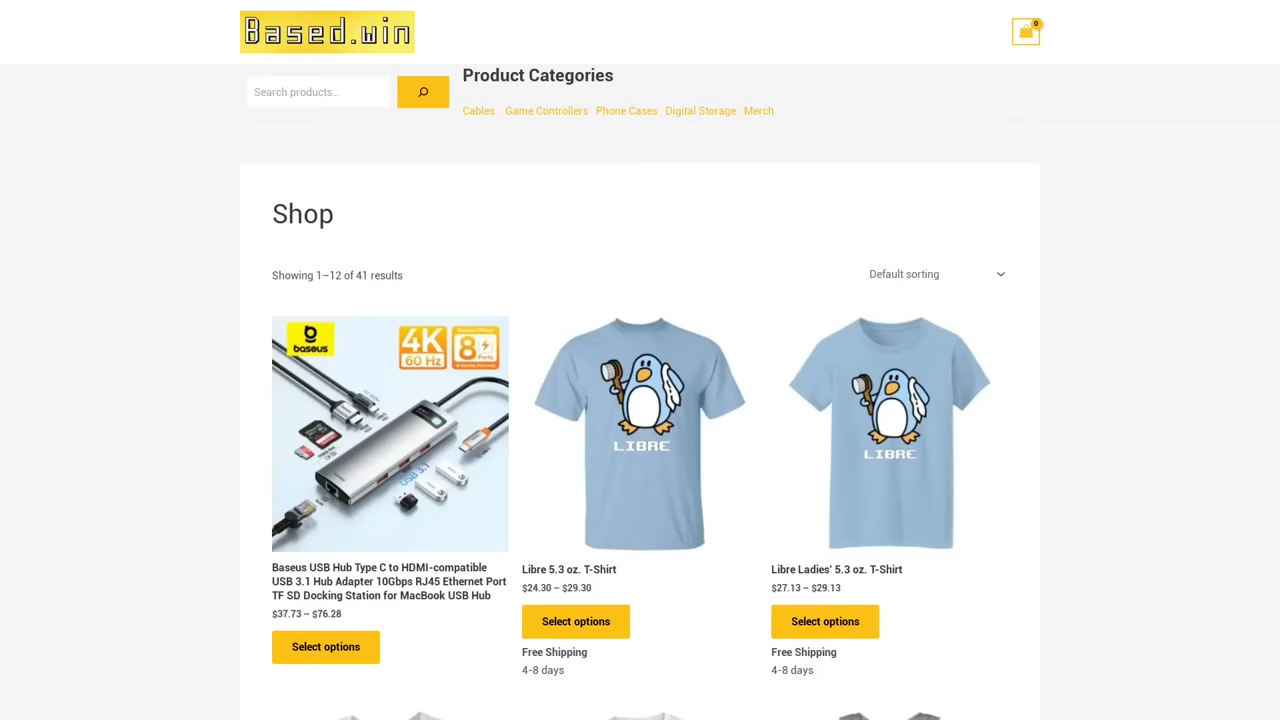 Based.win
0
Search products…
Product Categories
Cables Game Controllers Phone Cases Digital Storage Merch
Shop
Showing 1–12 of 41 results
Default sorting
baseus
4K
60 Hz
8
Ports
USB 3.1
LIBRE
LIBRE
Baseus USB Hub Type C to HDMI-compatible
USB 3.1 Hub Adapter 10Gbps RJ45 Ethernet Port
TF SD Docking Station for MacBook USB Hub
$37.73 – $76.28
Select options
Libre 5.3 oz. T-Shirt
$24.30 – $29.30
Select options
Free Shipping
4-8 days
Libre Ladies' 5.3 oz. T-Shirt
$27.13 – $29.13
Select options
Free Shipping
4-8 days